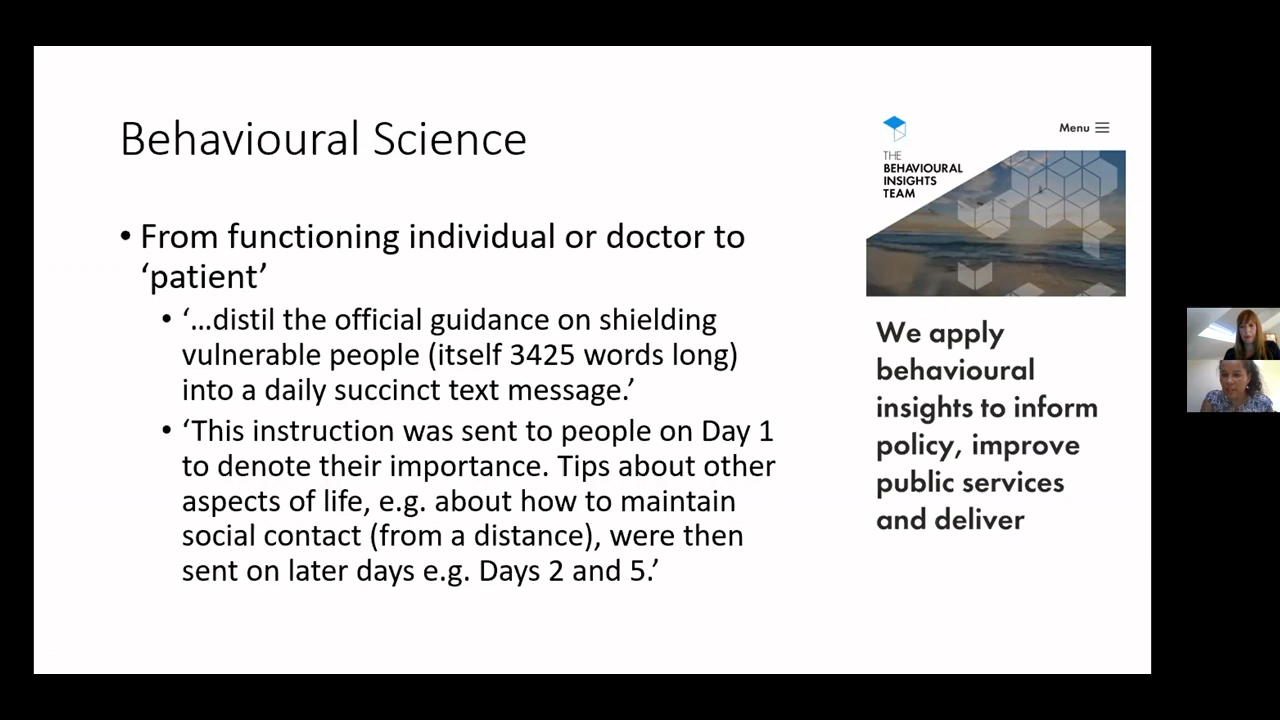 Behavioural Science
• From functioning individual or doctor to
‘patient’
• ‘…distil the official guidance on shielding
vulnerable people (itself 3425 words long)
into a daily succinct text message.’
• ‘This instruction was sent to people on Day 1
to denote their importance. Tips about other
aspects of life, e.g. about how to maintain
social contact (from a distance), were then
sent on later days e.g. Days 2 and 5.’
Menu
THE
BEHAVIOURAL
INSIGHTS
TEAM
We apply
behavioural
insights to inform
policy, improve
public services
and deliver